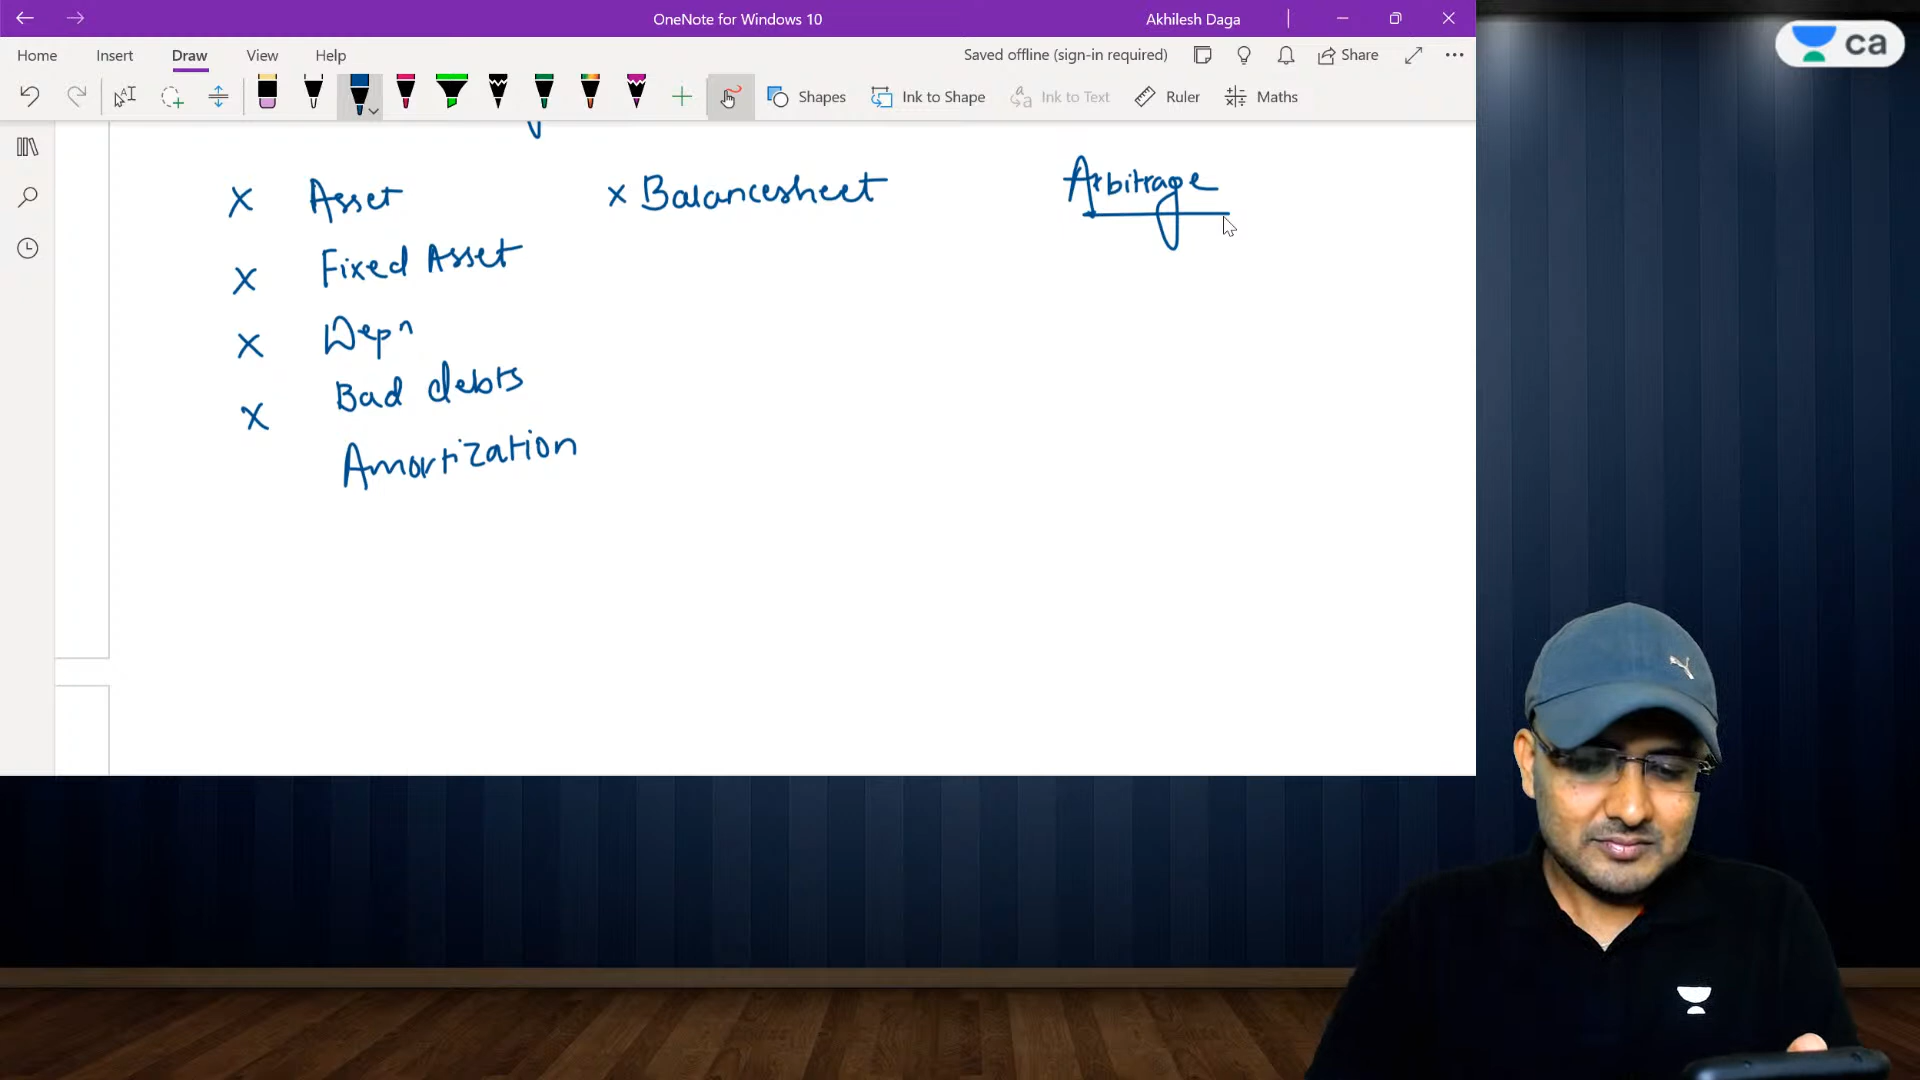 OneNote for Windows 10
Akhilesh Daga
Home Insert Draw View Help
Saved offline (sign-in required)
Share
Shapes
Ink to Shape
Ink to Text
Ruler
Maths
ca
x Asset
x Balancesheet
Arbitrage
x Fixed Asset
x Depn
x Bad debts
Amortization